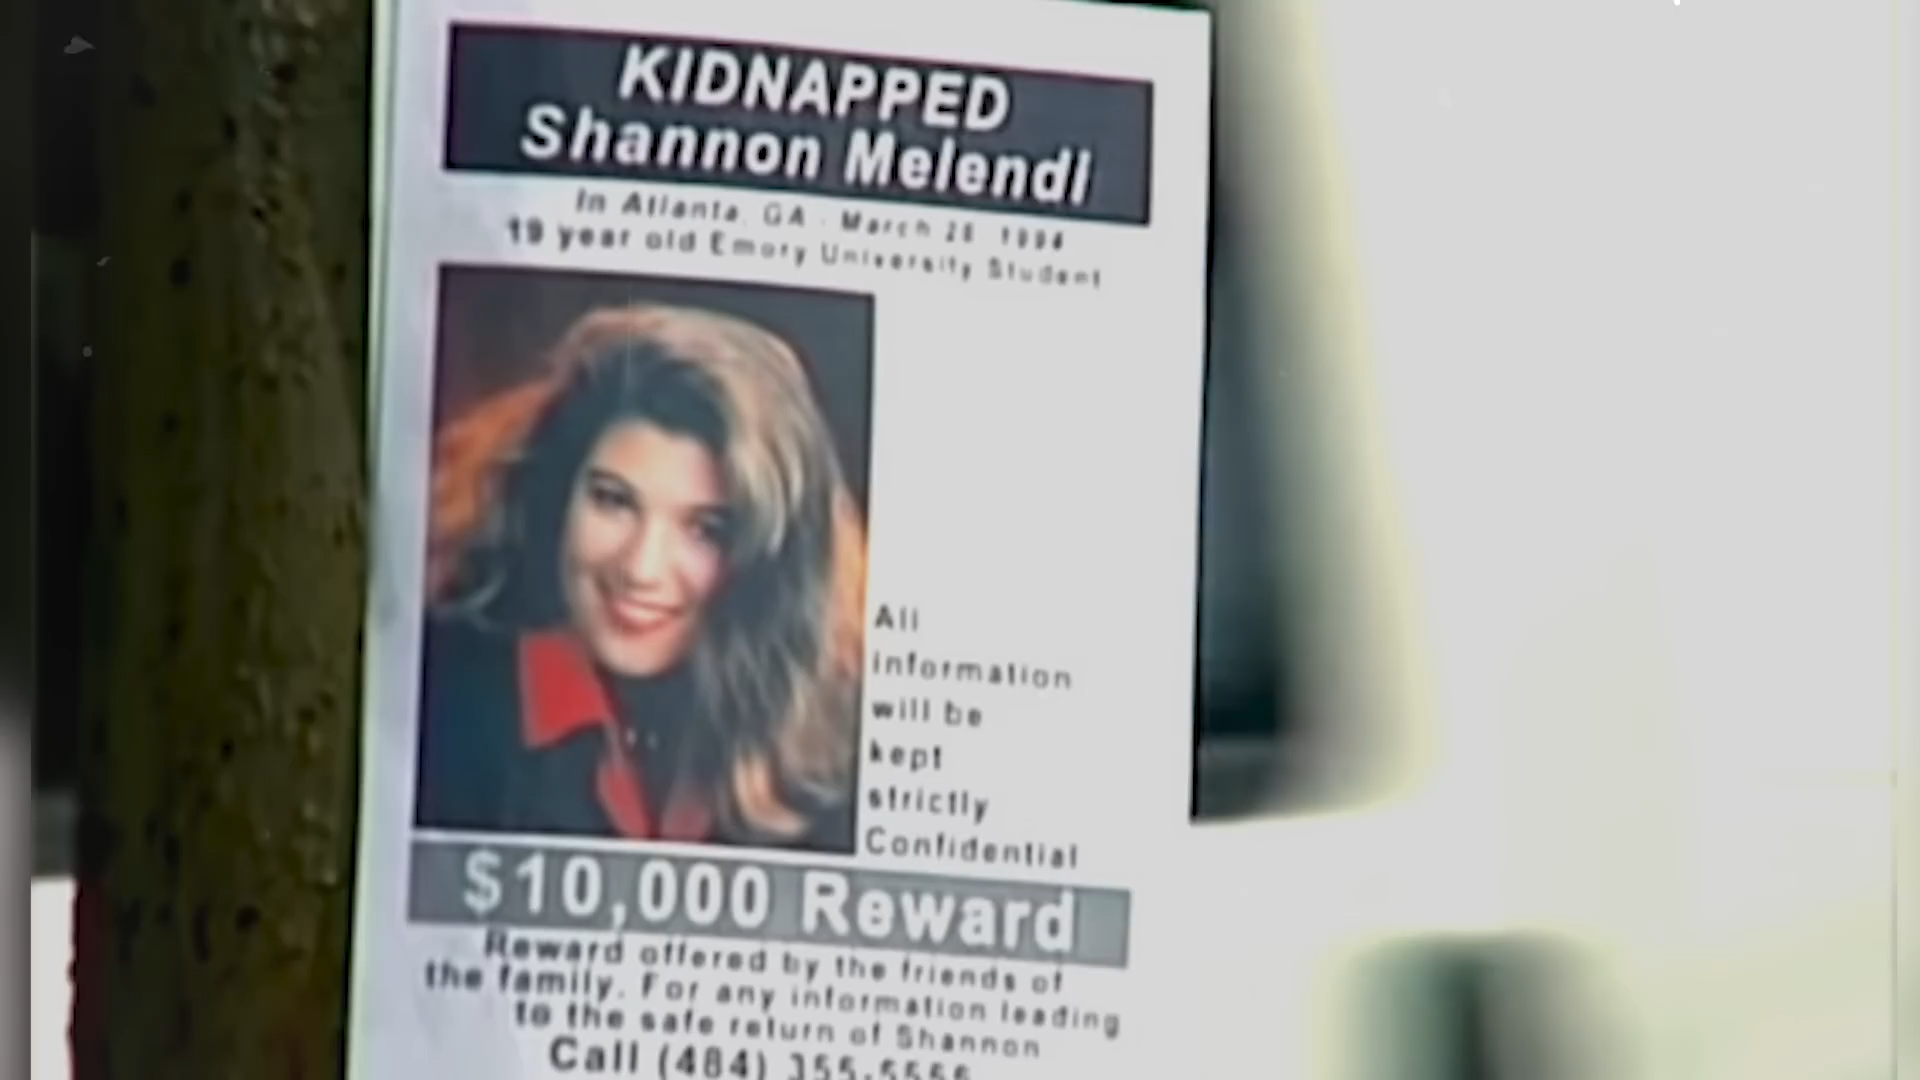 KIDNAPPED
Shannon Melendi
In Atlanta, GA - March 26 1994
19 year old Emory University Student
All
information
will be
kept
strictly
Confidential
$10,000 Reward
Reward offered by the friends of
the family. For any information leading
to the safe return of Shannon
Call (484) 355-5566